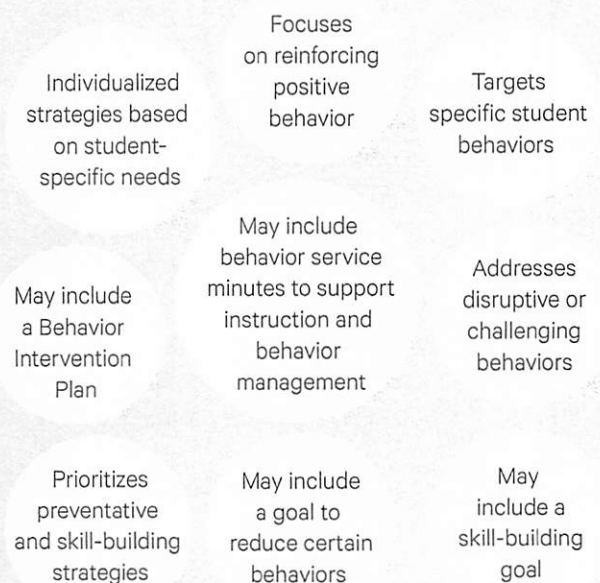 Focuses
on reinforcing
positive
behavior
Individualized
strategies based
on student-
specific needs
Targets
specific student
behaviors
May include
behavior service
minutes to support
instruction and
behavior
management
May include
a Behavior
Intervention
Plan
Addresses
disruptive or
challenging
behaviors
Prioritizes
preventative
and skill-building
strategies
May include
a goal to
reduce certain
behaviors
May
include a
skill-building
goal